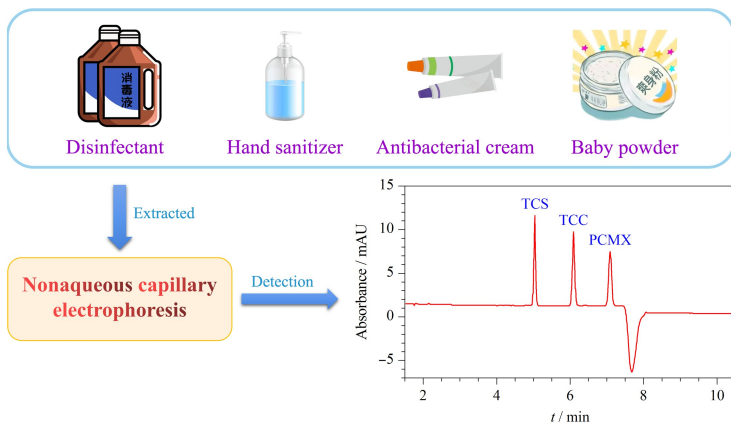 消毒液
爽身粉
Disinfectant
Hand sanitizer
Antibacterial cream
Baby powder
Extracted
Nonaqueous capillary
electrophoresis
Detection
Absorbance / mAU
15
10
5
0
−5
TCS
TCC
PCMX
2
4
6
8
10
t / min